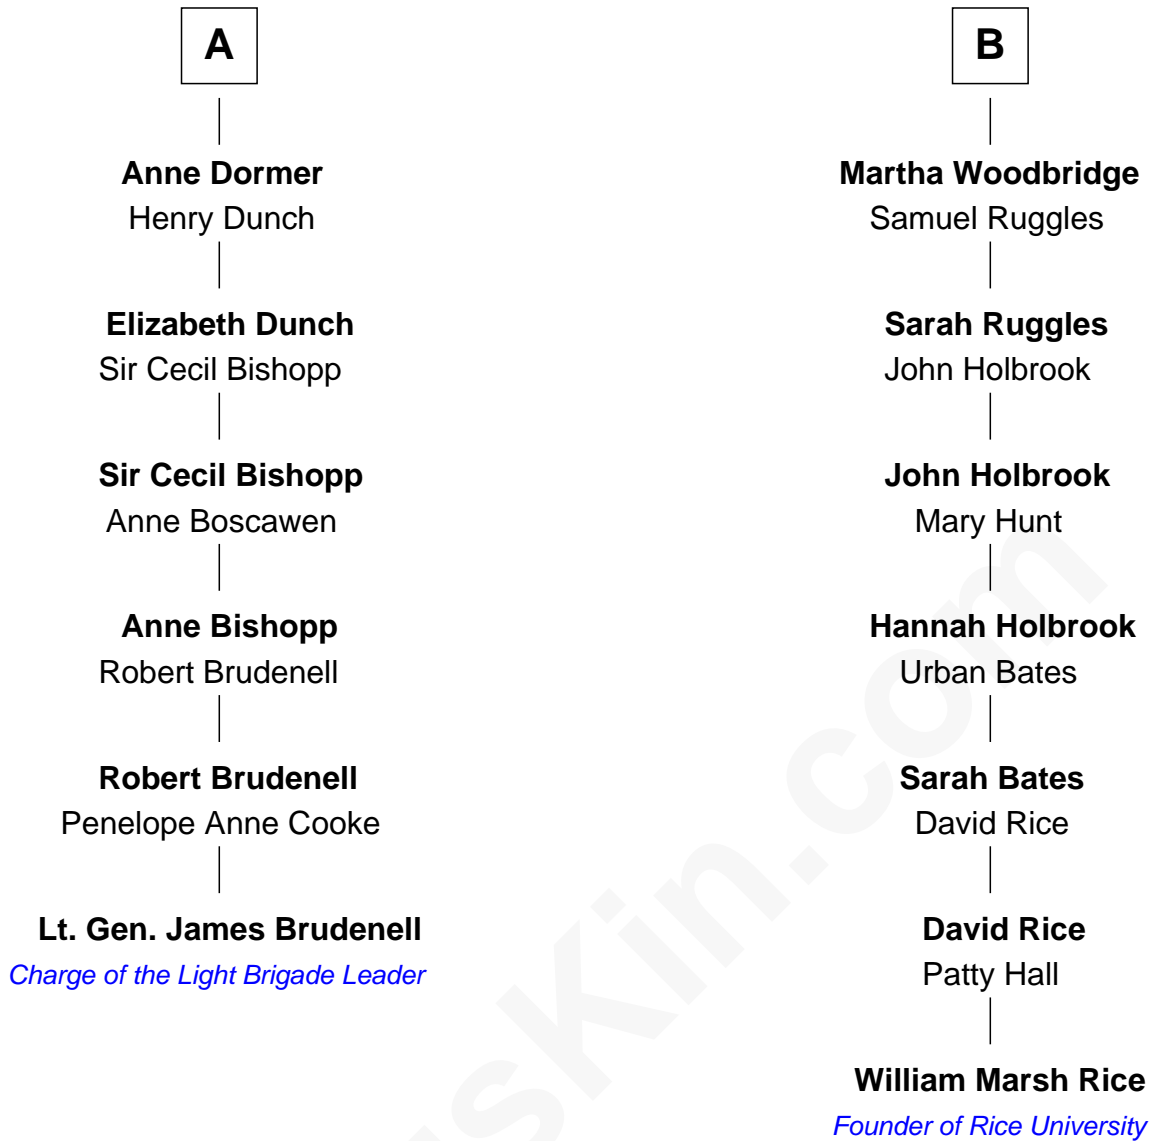 A
Anne Dormer
Henry Dunch
Elizabeth Dunch
Sir Cecil Bishopp
Sir Cecil Bishopp
Anne Boscawen
Anne Bishopp
Robert Brudenell
Robert Brudenell
Penelope Anne Cooke
Lt. Gen. James Brudenell
Charge of the Light Brigade Leader
B
Martha Woodbridge
Samuel Ruggles
Sarah Ruggles
John Holbrook
John Holbrook
Mary Hunt
Hannah Holbrook
Urban Bates
Sarah Bates
David Rice
David Rice
Patty Hall
William Marsh Rice
Founder of Rice University
sKin.com